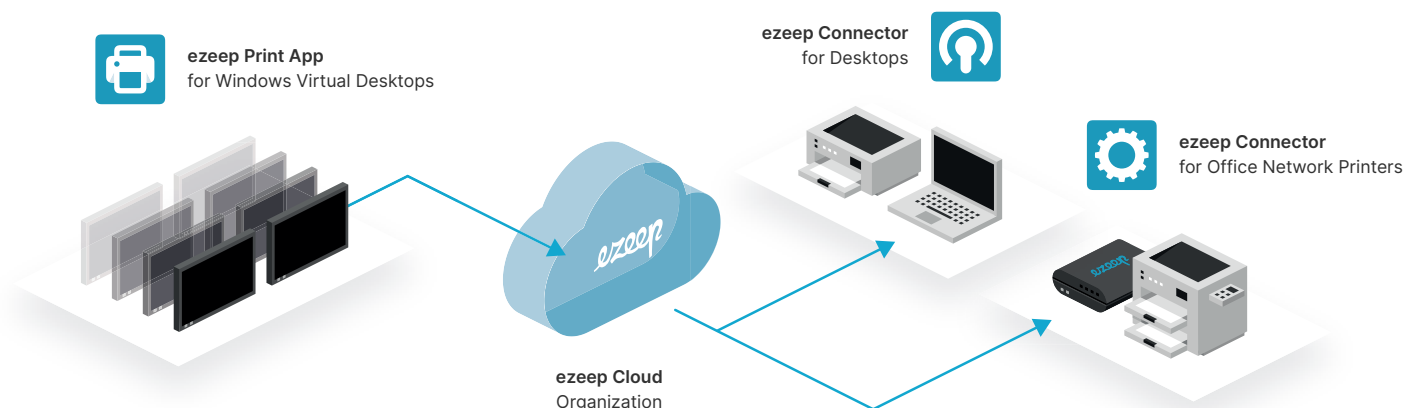 ezeep Print App
for Windows Virtual Desktops
ezeep Connector
for Desktops
ezeep Connector
for Office Network Printers
ezeep
ezeep
ezeep Cloud
Organization